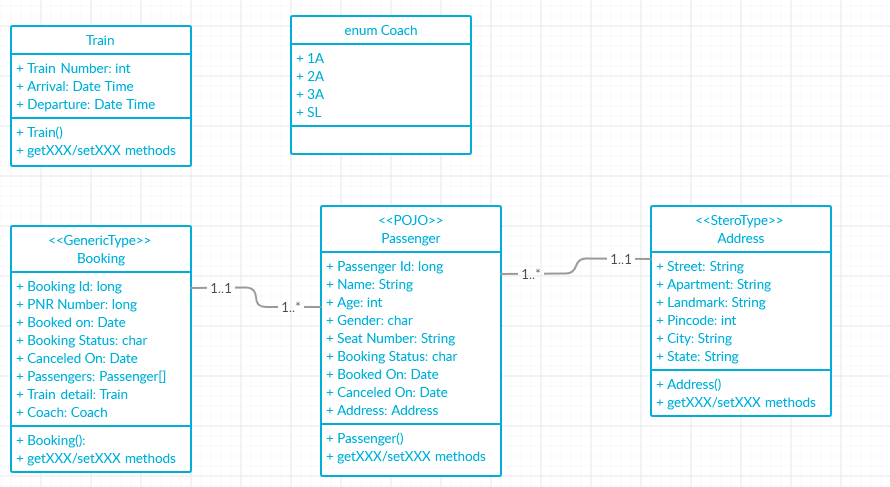 Train
+ Train Number: int
+ Arrival: Date Time
+ Departure: Date Time
+ Train()
+ getXXX/setXXX methods
enum Coach
+ 1A
+ 2A
+ 3A
+ SL
<<GenericType>>
Booking
+ Booking Id: long
+ PNR Number: long
+ Booked on: Date
+ Booking Status: char
+ Canceled On: Date
+ Passengers: Passenger[]
+ Train detail: Train
+ Coach: Coach
+ Booking():
+ getXXX/setXXX methods
1..1
1..*
<<POJO>>
Passenger
+ Passenger Id: long
+ Name: String
+ Age: int
+ Gender: char
+ Seat Number: String
+ Booking Status: char
+ Booked On: Date
+ Canceled On: Date
+ Address: Address
+ Passenger()
+ getXXX/setXXX methods
1..*
1..1
<<SteroType>>
Address
+ Street: String
+ Apartment: String
+ Landmark: String
+ Pincode: int
+ City: String
+ State: String
+ Address()
+ getXXX/setXXX methods